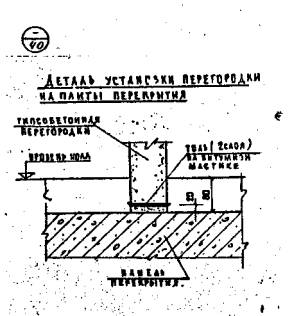 –
40
ДЕТАЛЬ УСТАНОВКИ ПЕРЕГОРОДКИ
НА ПЛИТЫ ПЕРЕКРЫТИЯ
ГИПСОБЕТОННАЯ
ПЕРЕГОРОДКА
ТОЛЬ (2 СЛОЯ)
НА БИТУМНОЙ
МАСТИКЕ
УРОВЕНЬ ПОЛА
ПАНЕЛЬ
ПЕРЕКРЫТИЯ